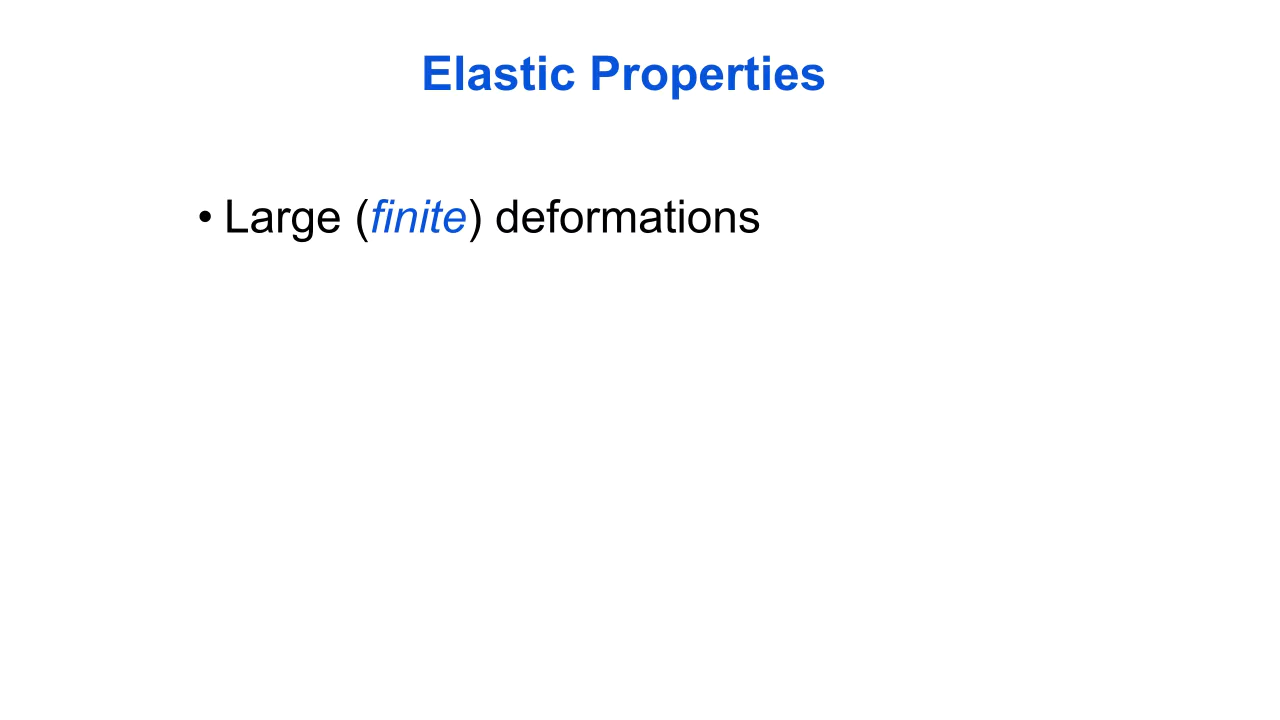 Elastic Properties
• Large (finite) deformations